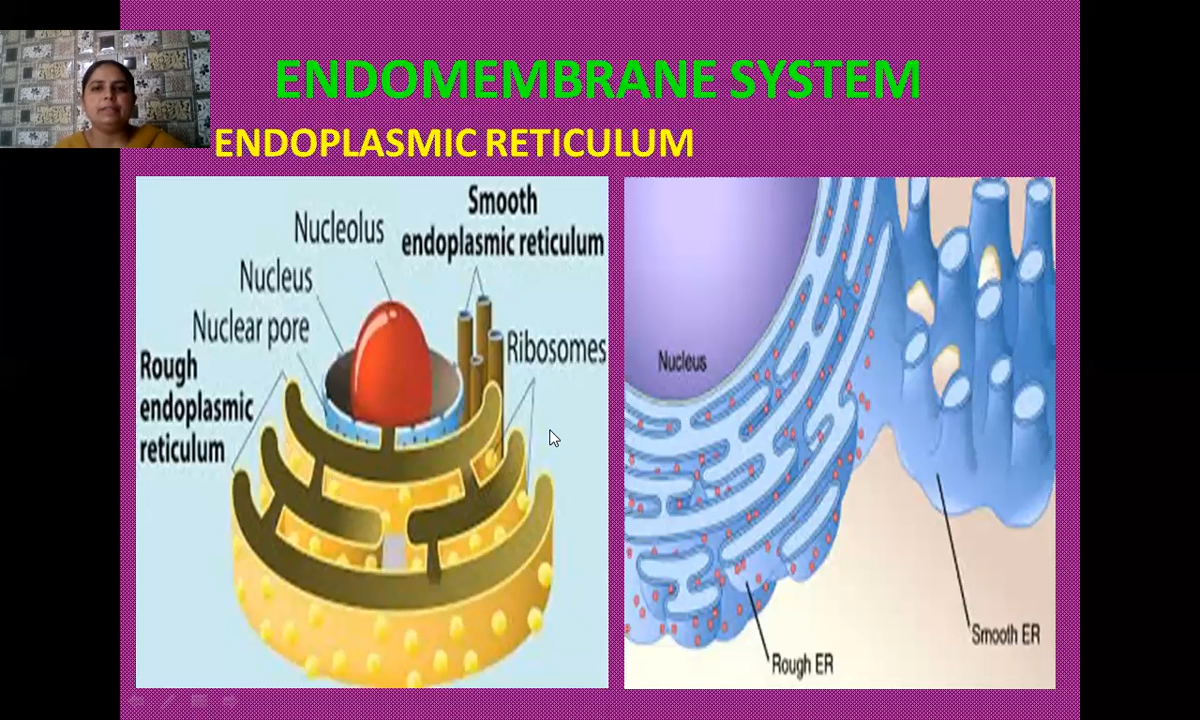 ENDOMEMBRANE SYSTEM
ENDOPLASMIC RETICULUM
Smooth
endoplasmic reticulum
Nucleolus
Nucleus
Nuclear pore
Ribosomes
Rough
endoplasmic
reticulum
Nucleus
Smooth ER
Rough ER